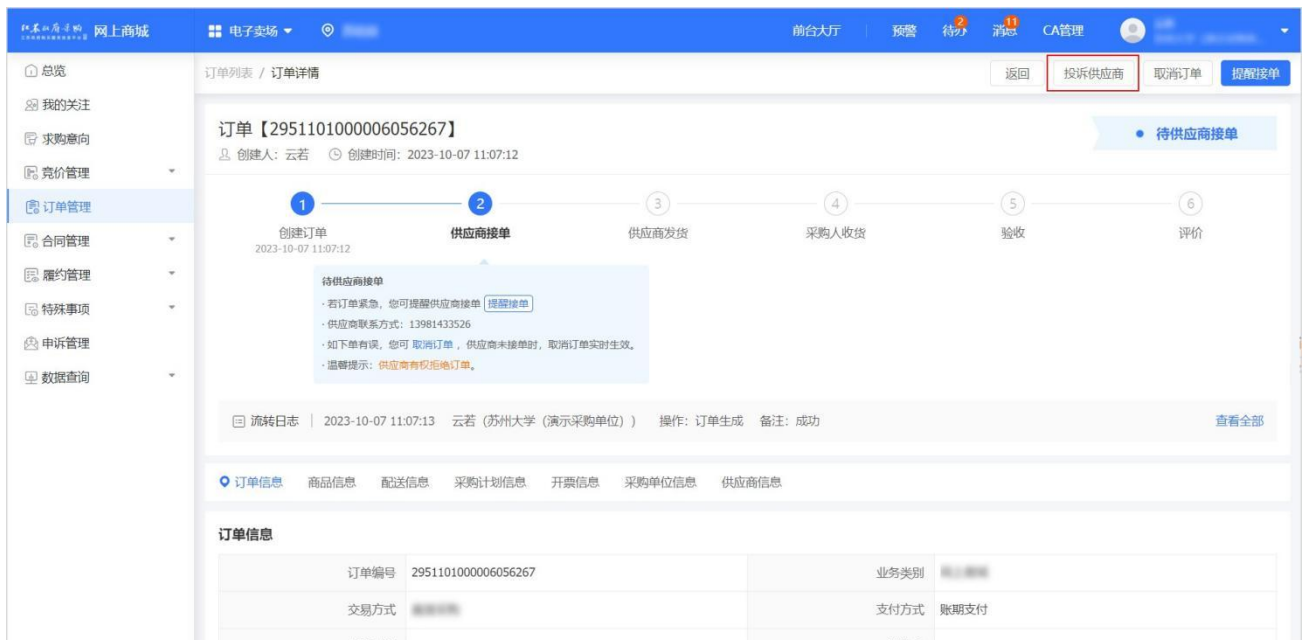 网上商城
电子卖场
前台大厅 预警 待办 2 消息 11 CA管理
总览
我的关注
求购意向
竞价管理
订单管理
合同管理
履约管理
特殊事项
申诉管理
数据查询
订单列表 / 订单详情
返回 投诉供应商 取消订单 提醒接单
订单【2951101000006056267】
待供应商接单
创建人：云若 创建时间：2023-10-07 11:07:12
1 2 3 4 5 6
创建订单 供应商接单 供应商发货 采购人收货 验收 评价
2023-10-07 11:07:12
待供应商接单
·若订单紧急，您可提醒供应商接单 提醒接单
·供应商联系方式：13981433526
·如下单有误，您可 取消订单 ，供应商未接单时，取消订单实时生效。
·温馨提示：供应商有权拒绝订单。
流转日志 2023-10-07 11:07:13 云若（苏州大学（演示采购单位）） 操作：订单生成 备注：成功 查看全部
订单信息 商品信息 配送信息 采购计划信息 开票信息 采购单位信息 供应商信息
订单信息
订单编号 2951101000006056267 业务类别
交易方式 支付方式 账期支付